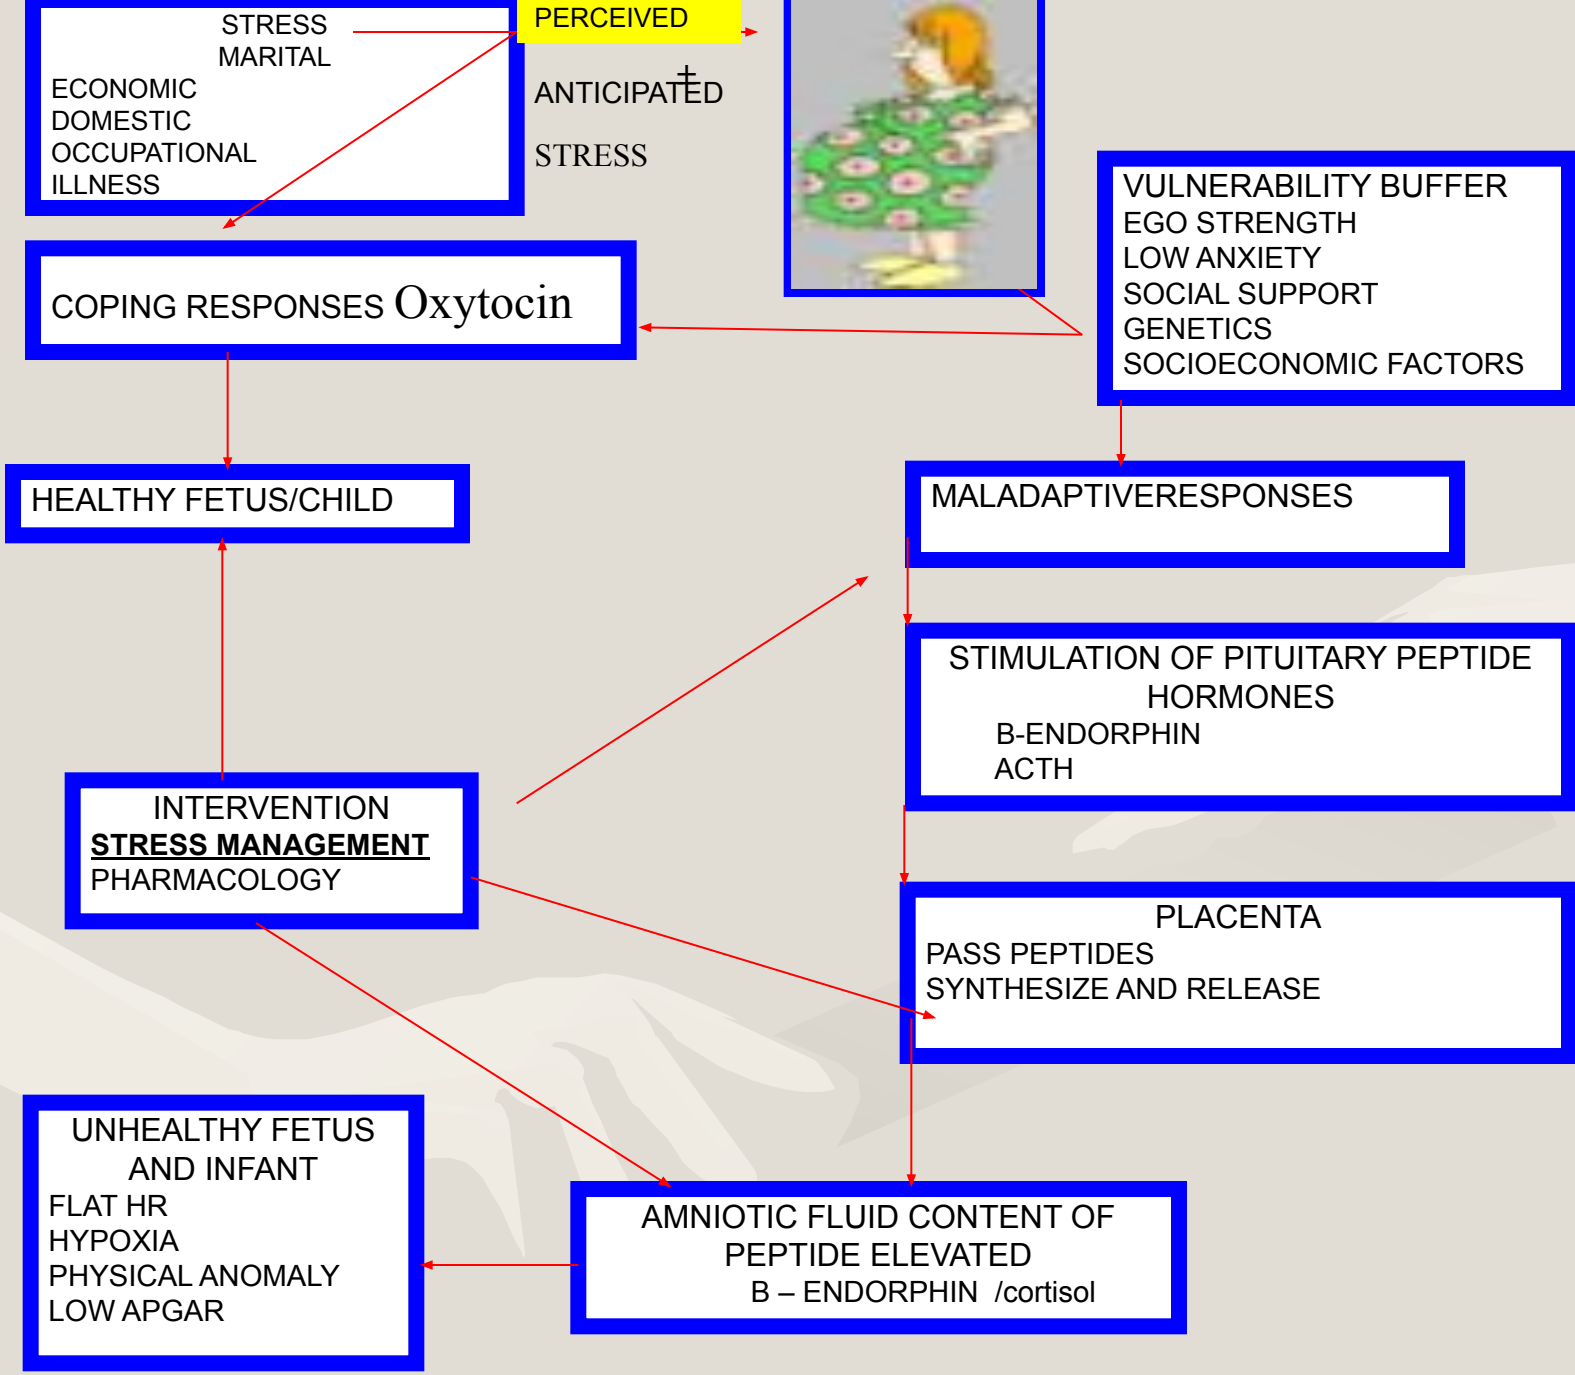 STRESS
MARITAL
ECONOMIC
DOMESTIC
OCCUPATIONAL
ILLNESS
PERCEIVED
‡
ANTICIPATED
STRESS
VULNERABILITY BUFFER
EGO STRENGTH
LOW ANXIETY
SOCIAL SUPPORT
GENETICS
SOCIOECONOMIC FACTORS
COPING RESPONSES Oxytocin
HEALTHY FETUS/CHILD
MALADAPTIVERESPONSES
STIMULATION OF PITUITARY PEPTIDE
HORMONES
B-ENDORPHIN
ACTH
INTERVENTION
STRESS MANAGEMENT
PHARMACOLOGY
PLACENTA
PASS PEPTIDES
SYNTHESIZE AND RELEASE
UNHEALTHY FETUS
AND INFANT
FLAT HR
HYPOXIA
PHYSICAL ANOMALY
LOW APGAR
AMNIOTIC FLUID CONTENT OF
PEPTIDE ELEVATED
B – ENDORPHIN /cortisol